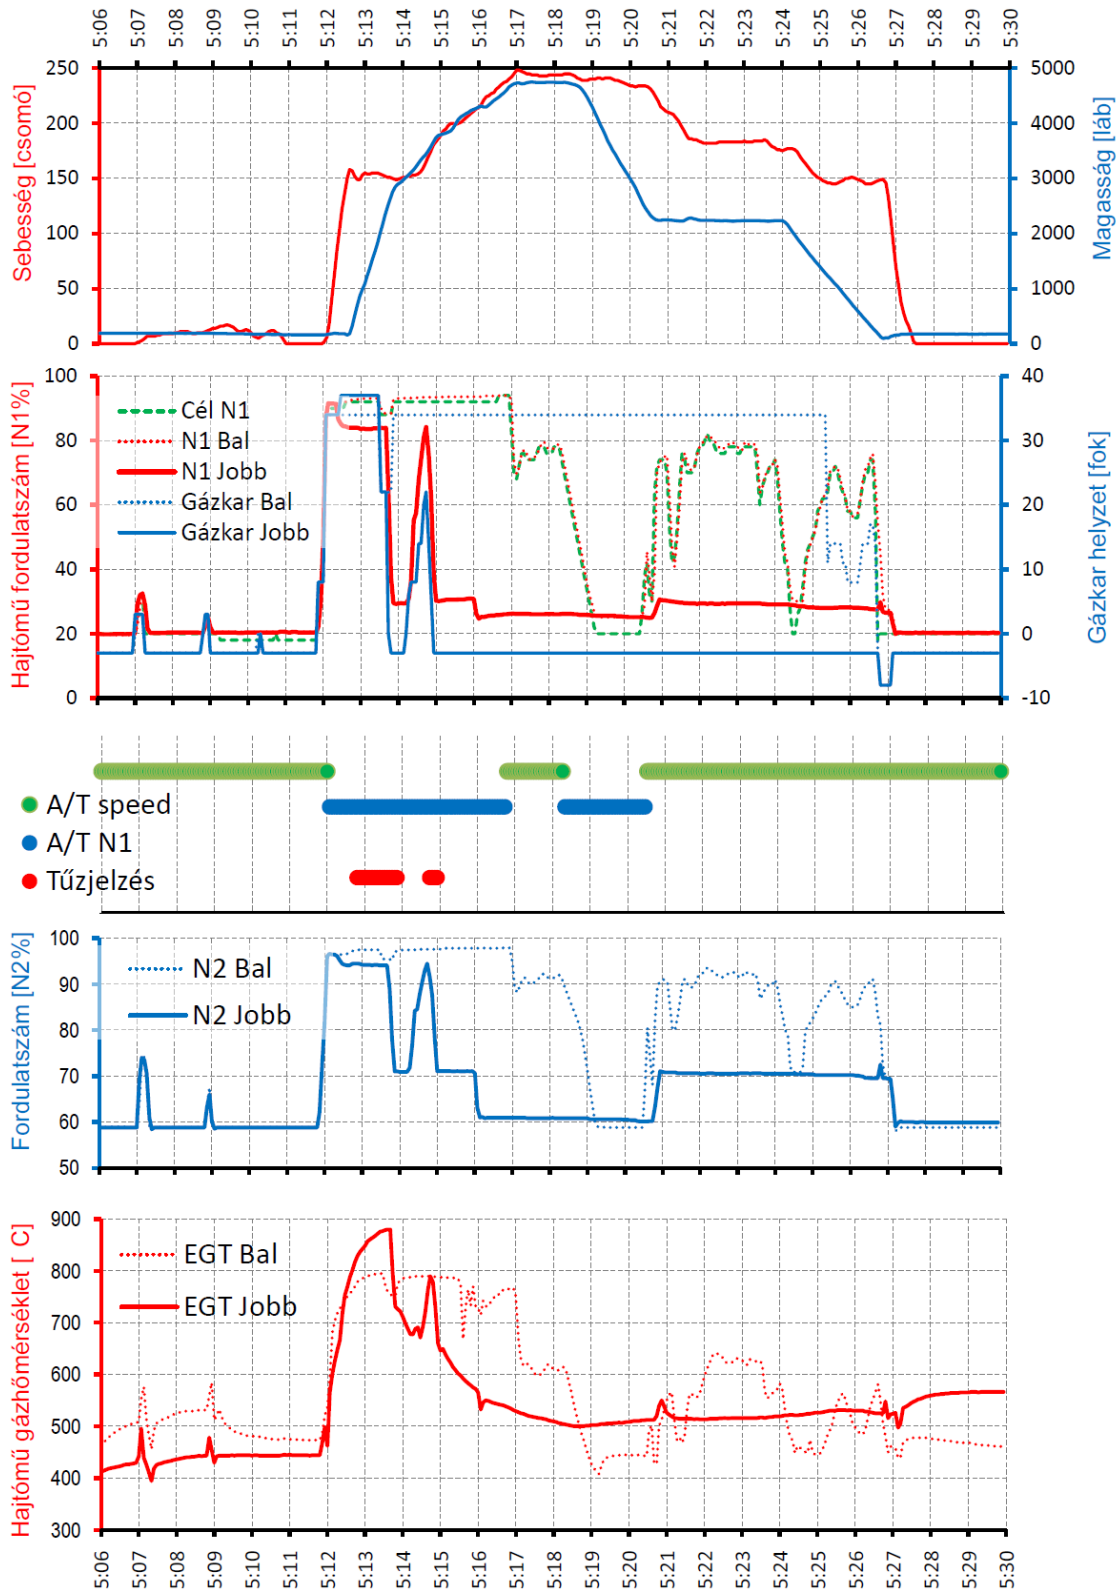 5:06 5:07 5:08 5:09 5:10 5:11 5:12 5:13 5:14 5:15 5:16 5:17 5:18 5:19 5:20 5:21 5:22 5:23 5:24 5:25 5:26 5:27 5:28 5:29 5:30
Sebesség [csomó]
250
200
150
100
50
0
5000
4000
3000
2000
1000
0
Magasság [láb]
Hajtómű fordulatszám [N1%]
100
80
60
40
20
0
Cél N1
N1 Bal
N1 Jobb
Gázkar Bal
Gázkar Jobb
40
30
20
10
0
-10
Gázkar helyzet [fok]
A/T speed
A/T N1
Tűzjelzés
Fordulatszám [N2%]
100
90
80
70
60
50
N2 Bal
N2 Jobb
Hajtómű gázhőmérséklet [ C]
900
800
700
600
500
400
300
EGT Bal
EGT Jobb
5:06 5:07 5:08 5:09 5:10 5:11 5:12 5:13 5:14 5:15 5:16 5:17 5:18 5:19 5:20 5:21 5:22 5:23 5:24 5:25 5:26 5:27 5:28 5:29 5:30